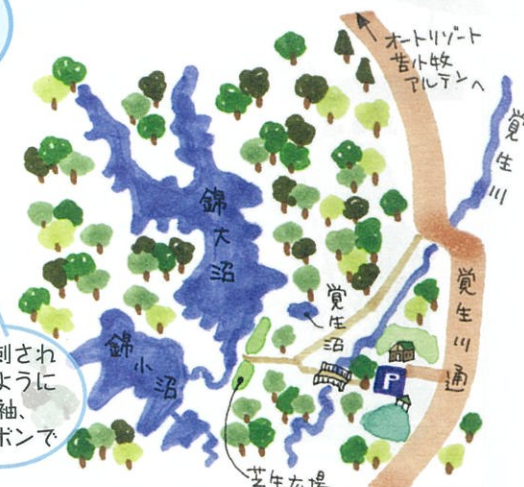 オートリゾート
苫小牧
アルテンへ
覚生川
錦大沼
覚生沼
覚生川通
錦小沼
P
刺され
ように
袖、
ボンで
芝生広場